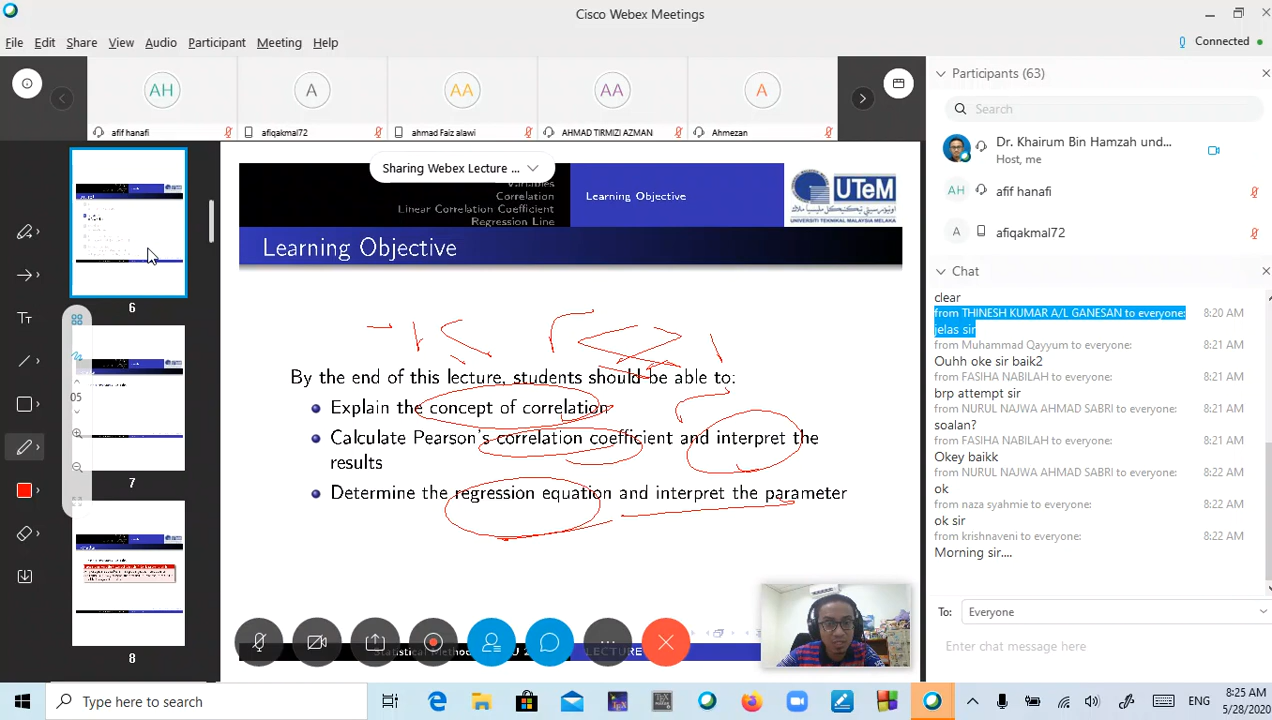 Cisco Webex Meetings
File Edit Share View Audio Participant Meeting Help
Connected
AH
A
AA
AA
A
afif hanafi
afiqakmal72
ahmad Faiz alawi
AHMAD TIRMIZI AZMAN
Ahmezan
Sharing Webex Lecture ...
Variables
Correlation
Linear Correlation Coefficient
Regression Line
Learning Objective
UTeM
اونيۏرسيتي تيكنيكل مليسيا ملاك
UNIVERSITI TEKNIKAL MALAYSIA MELAKA
Learning Objective
-1 < r < 1
By the end of this lecture, students should be able to:
Explain the concept of correlation
Calculate Pearson's correlation coefficient and interpret the
results
Determine the regression equation and interpret the parameter
6
7
8
05
Participants (63)
Search
Dr. Khairum Bin Hamzah und...
Host, me
AH
afif hanafi
A
afiqakmal72
Chat
clear
from THINESH KUMAR A/L GANESAN to everyone: 8:20 AM
jelas sir
from Muhammad Qayyum to everyone: 8:21 AM
Ouhh oke sir baik2
from FASIHA NABILAH to everyone: 8:21 AM
brp attempt sir
from NURUL NAJWA AHMAD SABRI to everyone: 8:21 AM
soalan?
from FASIHA NABILAH to everyone: 8:21 AM
Okey baikk
from NURUL NAJWA AHMAD SABRI to everyone: 8:22 AM
ok
from naza syahmie to everyone: 8:22 AM
ok sir
from krishnaveni to everyone: 8:22 AM
Morning sir....
To: Everyone
Enter chat message here
Statistical Method
LECTURE
Type here to search
ENG
8:25 AM
5/28/2020